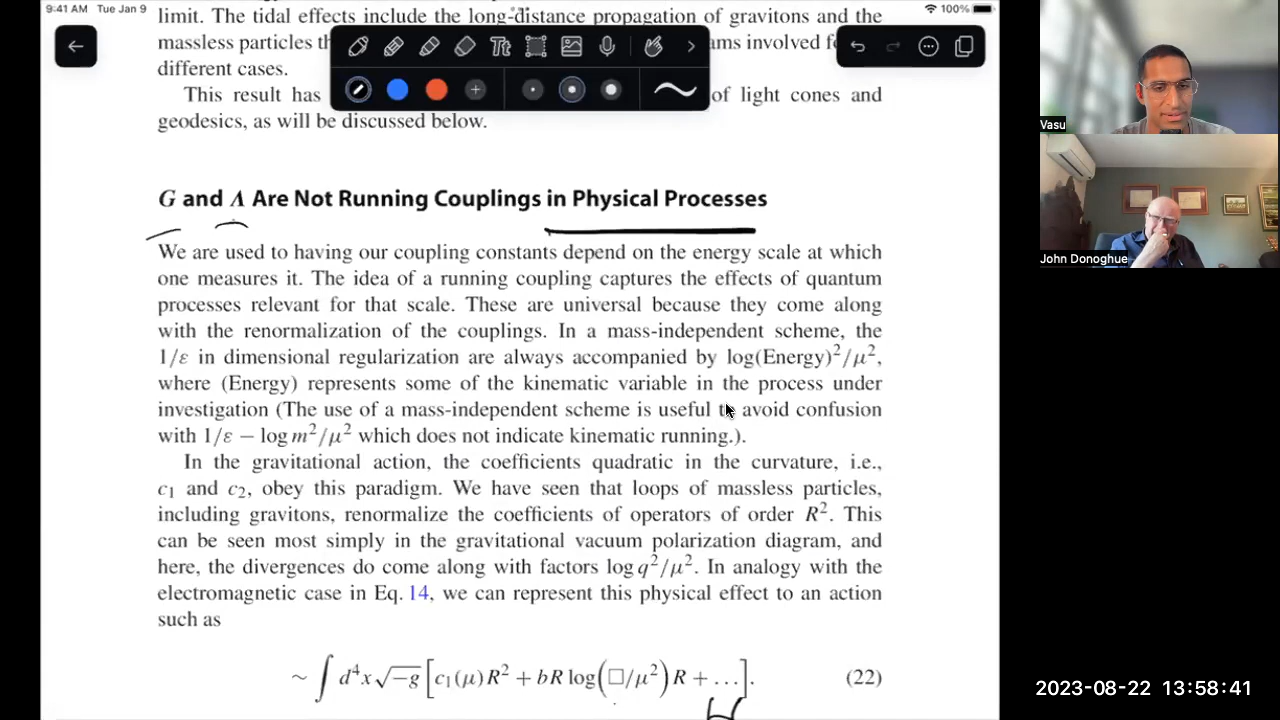 9:41 AM Tue Jan 9
100%
limit. The tidal effects include the long-distance propagation of gravitons and the
massless particles
different cases.
Tt
This result has
of light cones and
geodesics, as will be discussed below.
G and Λ Are Not Running Couplings in Physical Processes
We are used to having our coupling constants depend on the energy scale at which
one measures it. The idea of a running coupling captures the effects of quantum
processes relevant for that scale. These are universal because they come along
with the renormalization of the couplings. In a mass-independent scheme, the
1/ε in dimensional regularization are always accompanied by log(Energy)²/μ²,
where (Energy) represents some of the kinematic variable in the process under
investigation (The use of a mass-independent scheme is useful to avoid confusion
with 1/ε − log m²/μ² which does not indicate kinematic running.).
In the gravitational action, the coefficients quadratic in the curvature, i.e.,
c₁ and c₂, obey this paradigm. We have seen that loops of massless particles,
including gravitons, renormalize the coefficients of operators of order R². This
can be seen most simply in the gravitational vacuum polarization diagram, and
here, the divergences do come along with factors log q²/μ². In analogy with the
electromagnetic case in Eq. 14, we can represent this physical effect to an action
such as
∼ ∫ d⁴x√−g [c₁(μ)R² + bR log(□/μ²)R + …]. (22)
Vasu
John Donoghue
2023-08-22 13:58:41